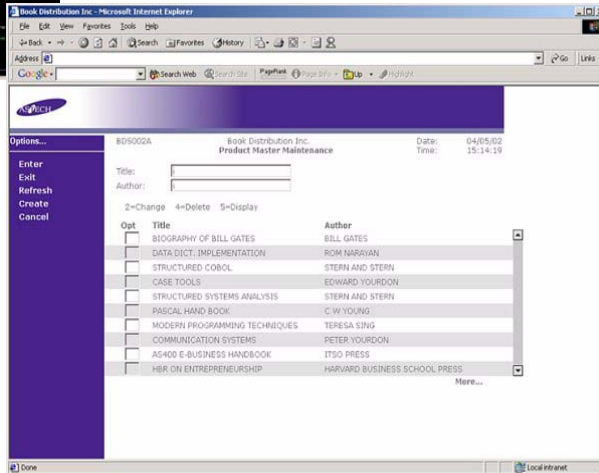 Book Distribution Inc - Microsoft Internet Explorer
File Edit View Favorites Tools Help
Back Search Favorites History
Address Go Links
Google Search Web Search Site PageRank Page Info Up Highlight
ASTECH
Options...
Enter
Exit
Refresh
Create
Cancel
BDS002A Book Distribution Inc. Date: 04/05/02
Product Master Maintenance Time: 15:14:19
Title:
Author:
2=Change 4=Delete 5=Display
Opt Title Author
BIOGRAPHY OF BILL GATES BILL GATES
DATA DICT. IMPLEMENTATION ROM NARAYAN
STRUCTURED COBOL STERN AND STERN
CASE TOOLS EDWARD YOURDON
STRUCTURED SYSTEMS ANALYSIS STERN AND STERN
PASCAL HAND BOOK C W YOUNG
MODERN PROGRAMMING TECHNIQUES TERESA SING
COMMUNICATION SYSTEMS PETER YOURDON
AS400 E-BUSINESS HANDBOOK ITSO PRESS
HBR ON ENTREPRENEURSHIP HARVARD BUSINESS SCHOOL PRESS
More...
Done Local intranet